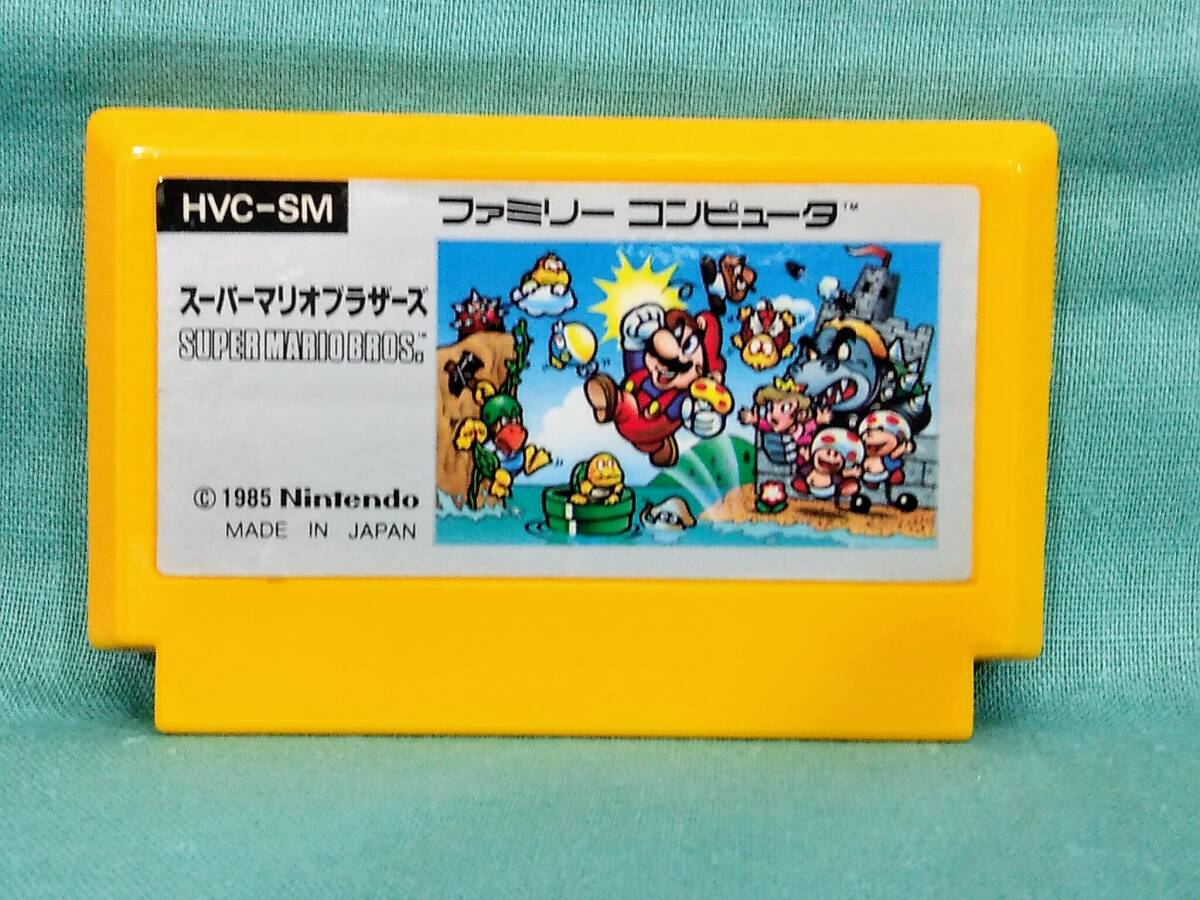 HVC-SM
ファミリー コンピュータ™
スーパーマリオブラザーズ
SUPER MARIO BROS.™
© 1985 Nintendo
MADE IN JAPAN